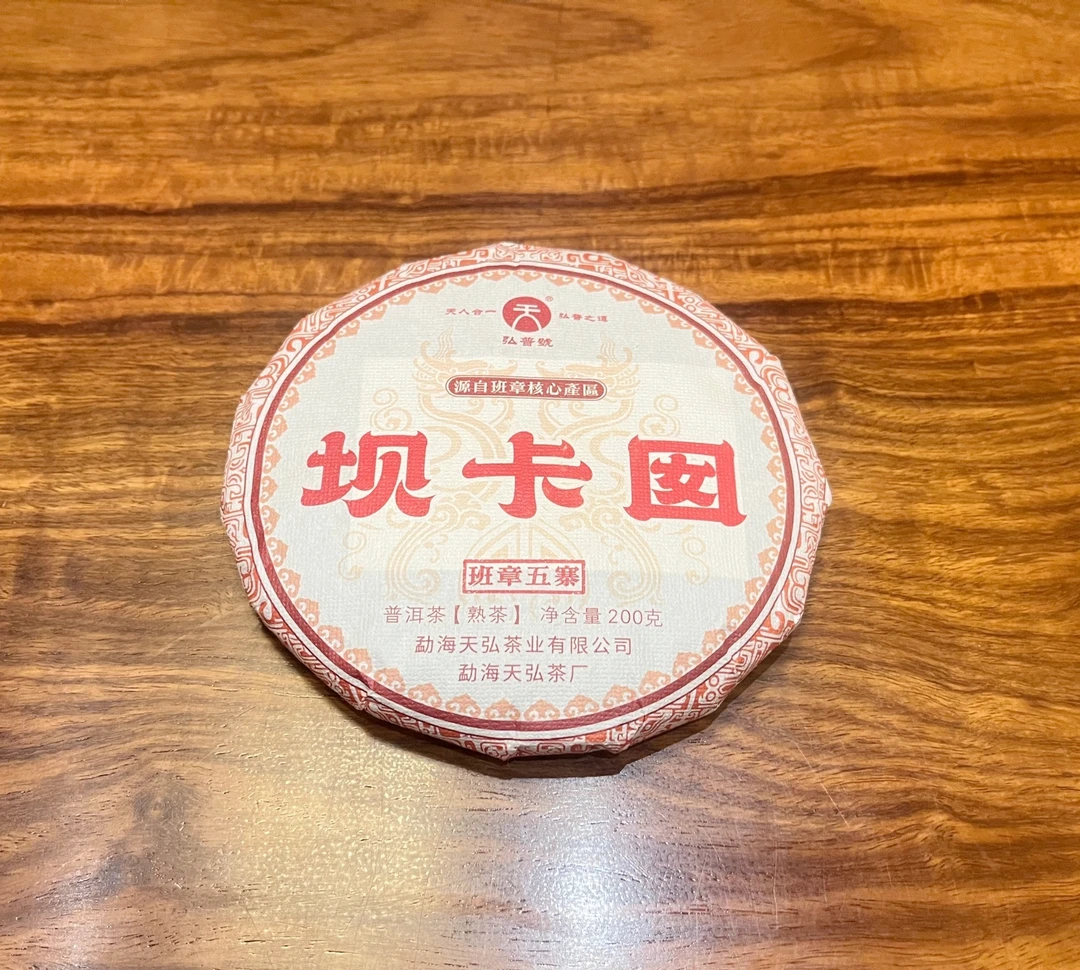 天人合一 天® 弘普之道
弘普號
源自班章核心產區
坝卡囡
班章五寨
普洱茶【熟茶】 净含量 200克
勐海天弘茶业有限公司
勐海天弘茶厂